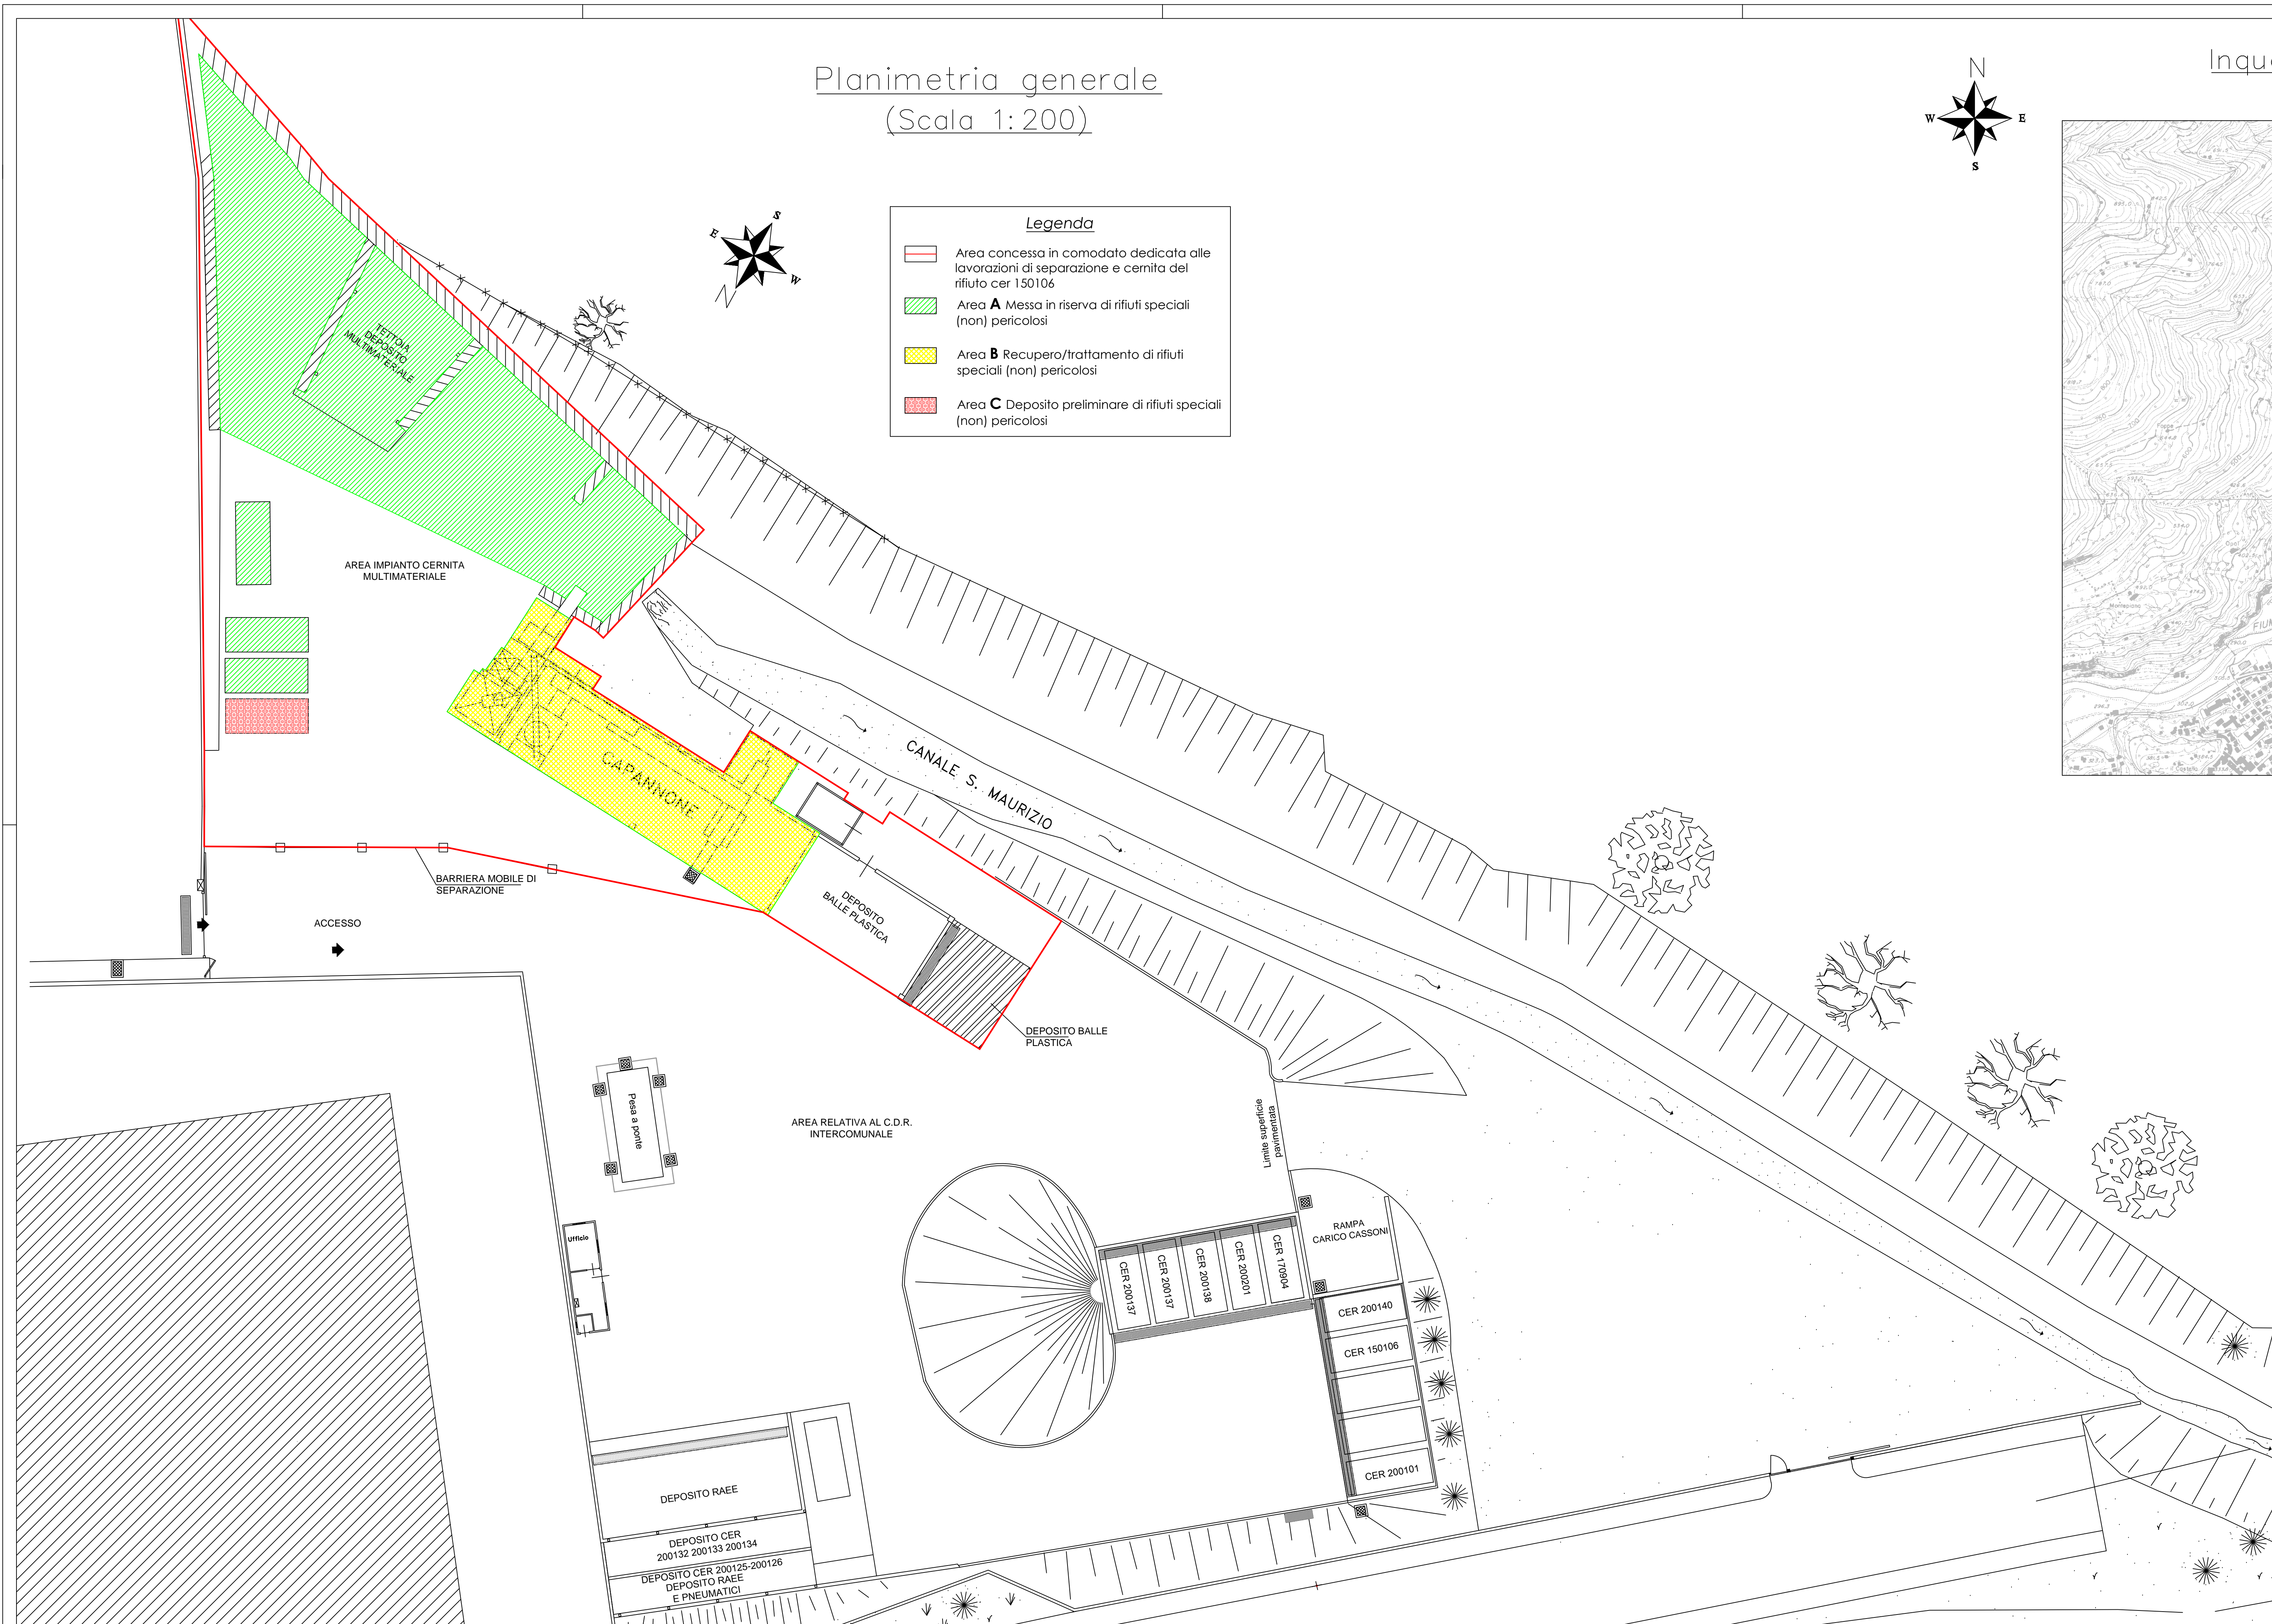 Planimetria generale
(Scala 1:200)
N
W
E
S
S
E
W
N
Legenda
Area concessa in comodato dedicata alle
lavorazioni di separazione e cernita del
rifiuto cer 150106
Area A Messa in riserva di rifiuti speciali
(non) pericolosi
Area B Recupero/trattamento di rifiuti
speciali (non) pericolosi
Area C Deposito preliminare di rifiuti speciali
(non) pericolosi
TETTOIA
DEPOSITO
MULTIMATERIALE
AREA IMPIANTO CERNITA
MULTIMATERIALE
CAPANNONE
CANALE S. MAURIZIO
BARRIERA MOBILE DI
SEPARAZIONE
ACCESSO
DEPOSITO
BALLE PLASTICA
DEPOSITO BALLE
PLASTICA
Pesa a ponte
AREA RELATIVA AL C.D.R.
INTERCOMUNALE
Limite superficie
pavimentata
Ufficio
RAMPA
CARICO CASSONI
CER 200137
CER 200137
CER 200138
CER 200201
CER 170904
CER 200140
CER 150106
CER 200101
DEPOSITO RAEE
DEPOSITO CER
200132 200133 200134
DEPOSITO CER 200125-200126
DEPOSITO RAEE
E PNEUMATICI